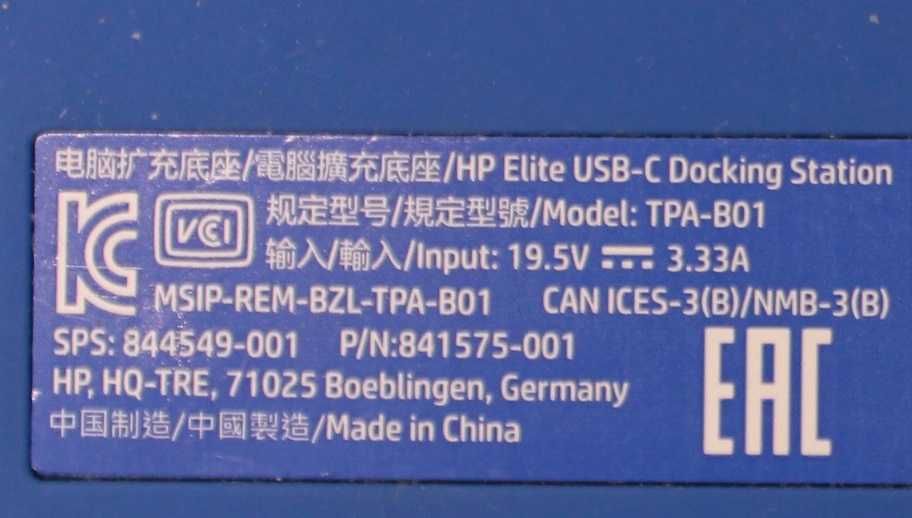 电脑扩充底座/電腦擴充底座/HP Elite USB-C Docking Station
VCCI
规定型号/規定型號/Model: TPA-B01
输入/輸入/Input: 19.5V ⎓ 3.33A
MSIP-REM-BZL-TPA-B01 CAN ICES-3(B)/NMB-3(B)
SPS: 844549-001 P/N:841575-001
HP, HQ-TRE, 71025 Boeblingen, Germany
EAC
中国制造/中國製造/Made in China